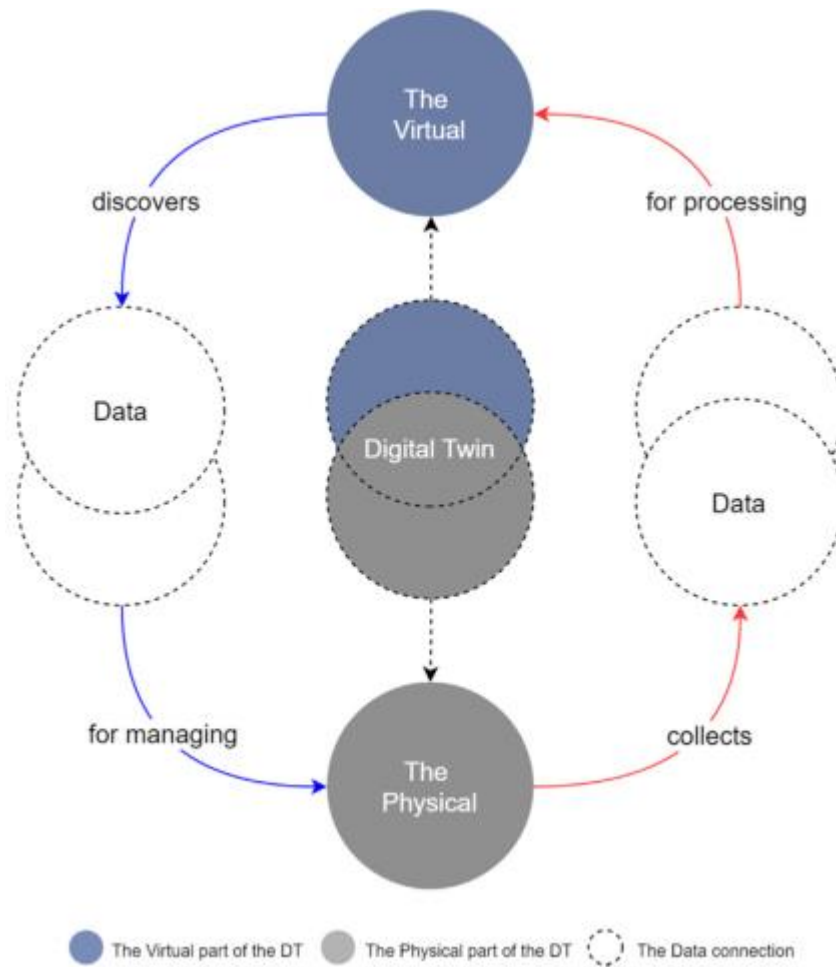 The
Virtual
discovers
for processing
Data
Digital Twin
Data
for managing
collects
The
Physical
The Virtual part of the DT
The Physical part of the DT
The Data connection